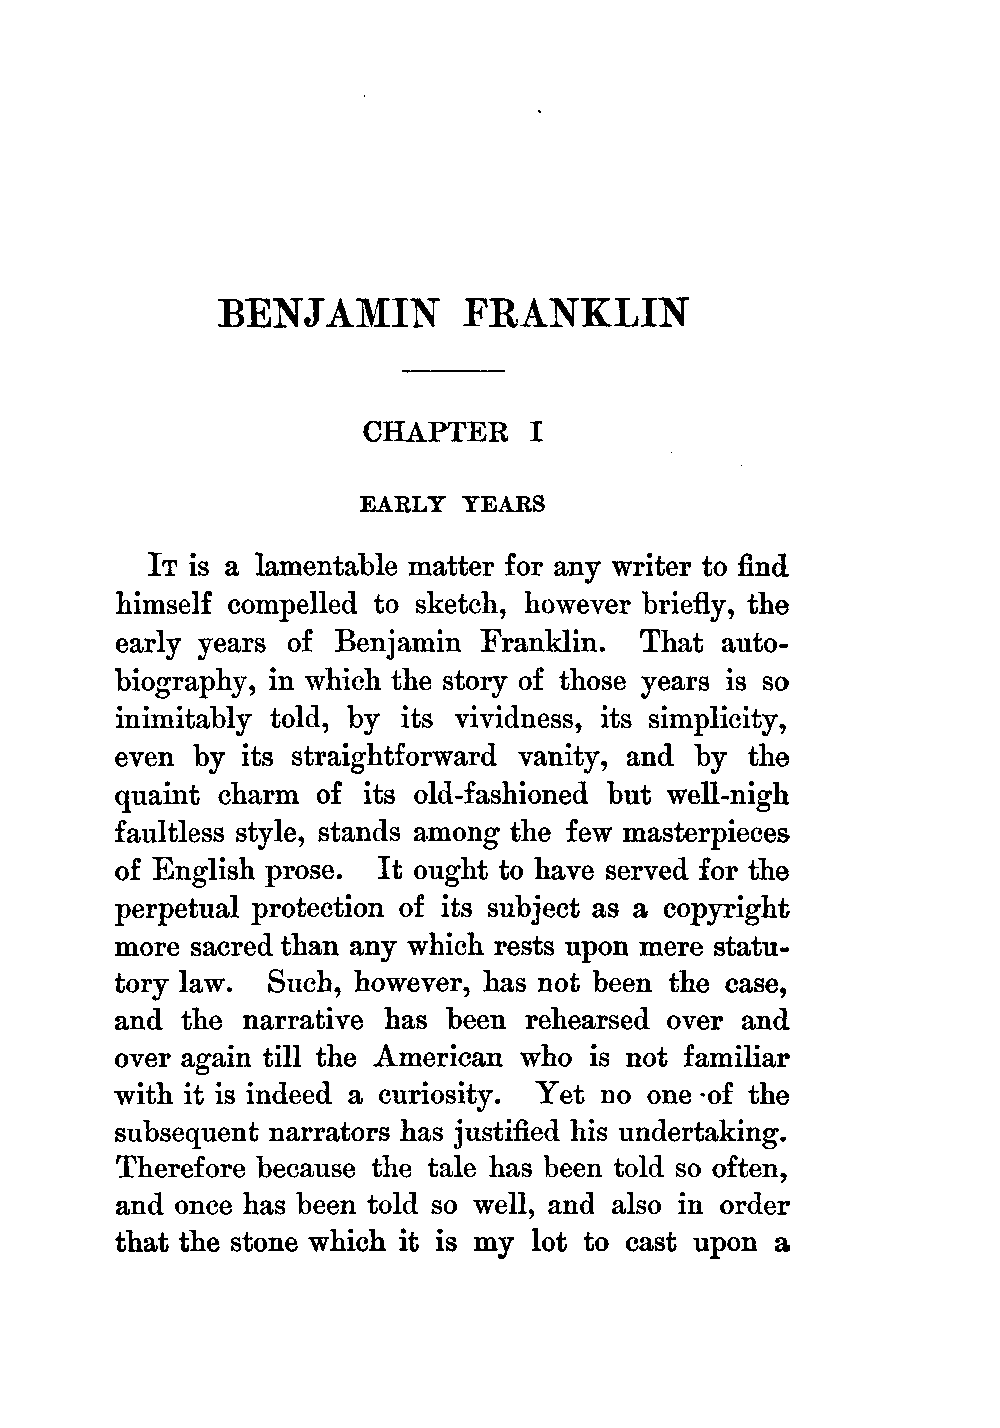 BENJAMIN FRANKLIN
CHAPTER I
EARLY YEARS
IT is a lamentable matter for any writer to find
himself compelled to sketch, however briefly, the
early years of Benjamin Franklin. That auto-
biography, in which the story of those years is so
inimitably told, by its vividness, its simplicity,
even by its straightforward vanity, and by the
quaint charm of its old-fashioned but well-nigh
faultless style, stands among the few masterpieces
of English prose. It ought to have served for the
perpetual protection of its subject as a copyright
more sacred than any which rests upon mere statu-
tory law. Such, however, has not been the case,
and the narrative has been rehearsed over and
over again till the American who is not familiar
with it is indeed a curiosity. Yet no one of the
subsequent narrators has justified his undertaking.
Therefore because the tale has been told so often,
and once has been told so well, and also in order
that the stone which it is my lot to cast upon a